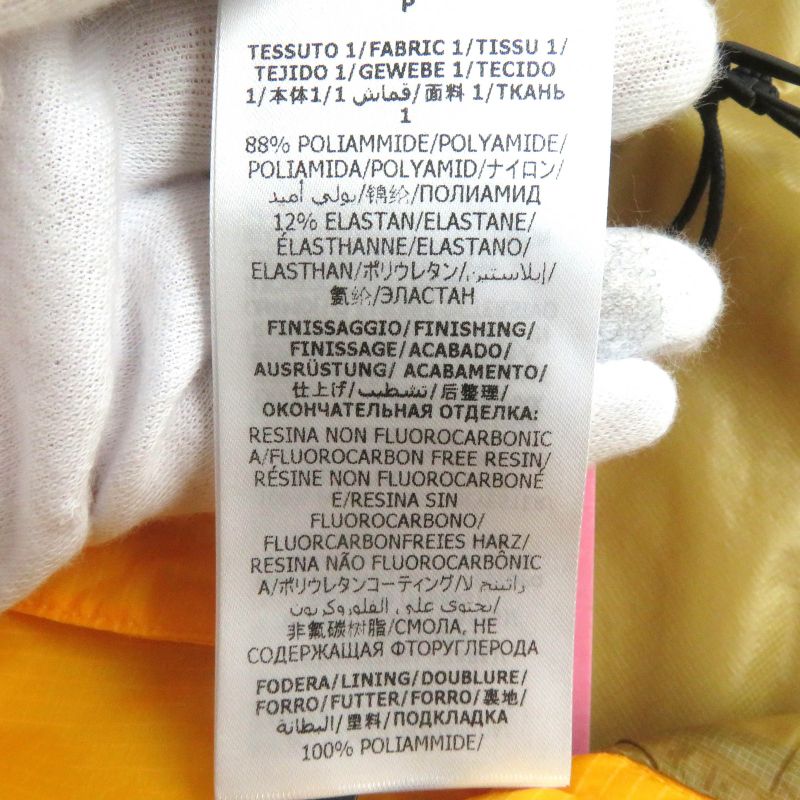 P
TESSUTO 1/FABRIC 1/TISSU 1/
TEJIDO 1/GEWEBE 1/TECIDO
1/本体1/قماش 1/面料 1/ТКАНЬ
1
88% POLIAMMIDE/POLYAMIDE/
POLIAMIDA/POLYAMID/ナイロン/
بولي أميد/锦纶/ПОЛИАМИД
12% ELASTAN/ELASTANE/
ÉLASTHANNE/ELASTANO/
ELASTHAN/ポリウレタン/إيلاستين/
氨纶/ЭЛАСТАН
FINISSAGGIO/FINISHING/
FINISSAGE/ACABADO/
AUSRÜSTUNG/ ACABAMENTO/
仕上げ/تشطيب/后整理/
ОКОНЧАТЕЛЬНАЯ ОТДЕЛКА:
RESINA NON FLUOROCARBONIC
A/FLUOROCARBON FREE RESIN/
RÉSINE NON FLUOROCARBONÉ
E/RESINA SIN
FLUOROCARBONO/
FLUORCARBONFREIES HARZ/
RESINA NÃO FLUOROCARBÔNIC
A/ポリウレタンコーティング/راتينج لا
يحتوي على الفلوروكربون/
非氟碳树脂/СМОЛА, НЕ
СОДЕРЖАЩАЯ ФТОРУГЛЕРОДА
FODERA/LINING/DOUBLURE/
FORRO/FUTTER/FORRO/裏地/
البطانة/里料/ПОДКЛАДКА
100% POLIAMMIDE/